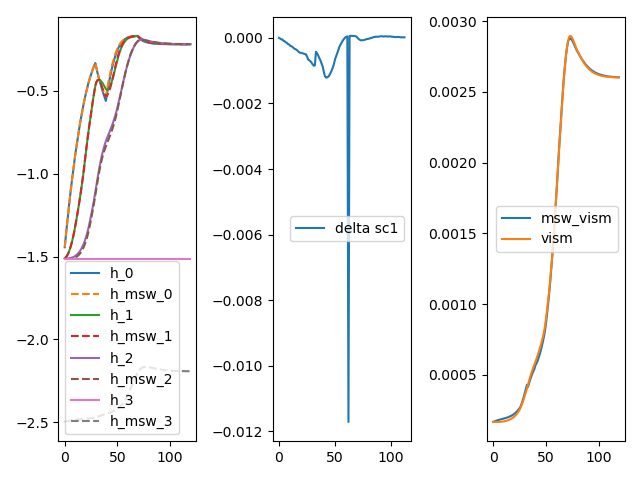 −0.5
−1.0
−1.5
−2.0
−2.5
0
50
100
h_0
h_msw_0
h_1
h_msw_1
h_2
h_msw_2
h_3
h_msw_3
0.000
−0.002
−0.004
−0.006
−0.008
−0.010
−0.012
0
50
100
delta sc1
0.0030
0.0025
0.0020
0.0015
0.0010
0.0005
0
50
100
msw_vism
vism